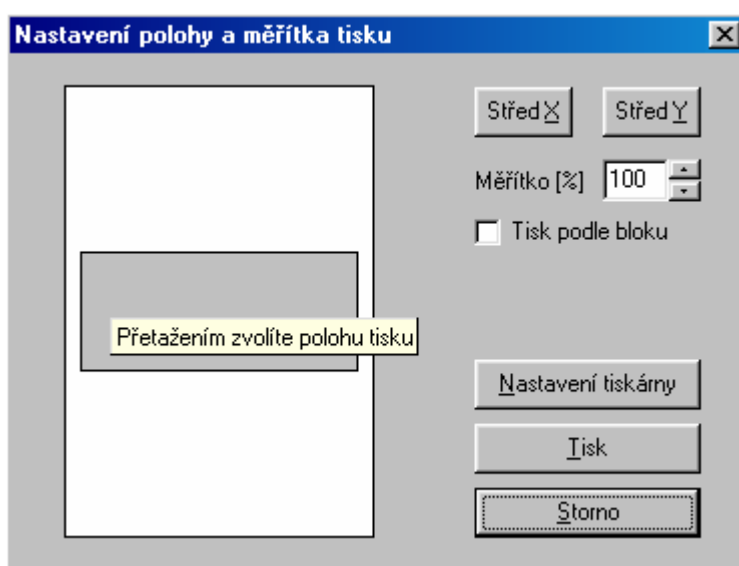 Nastavení polohy a měřítka tisku
Střed X Střed Y
Měřítko [%] 100
Tisk podle bloku
Přetažením zvolíte polohu tisku
Nastavení tiskárny
Tisk
Storno